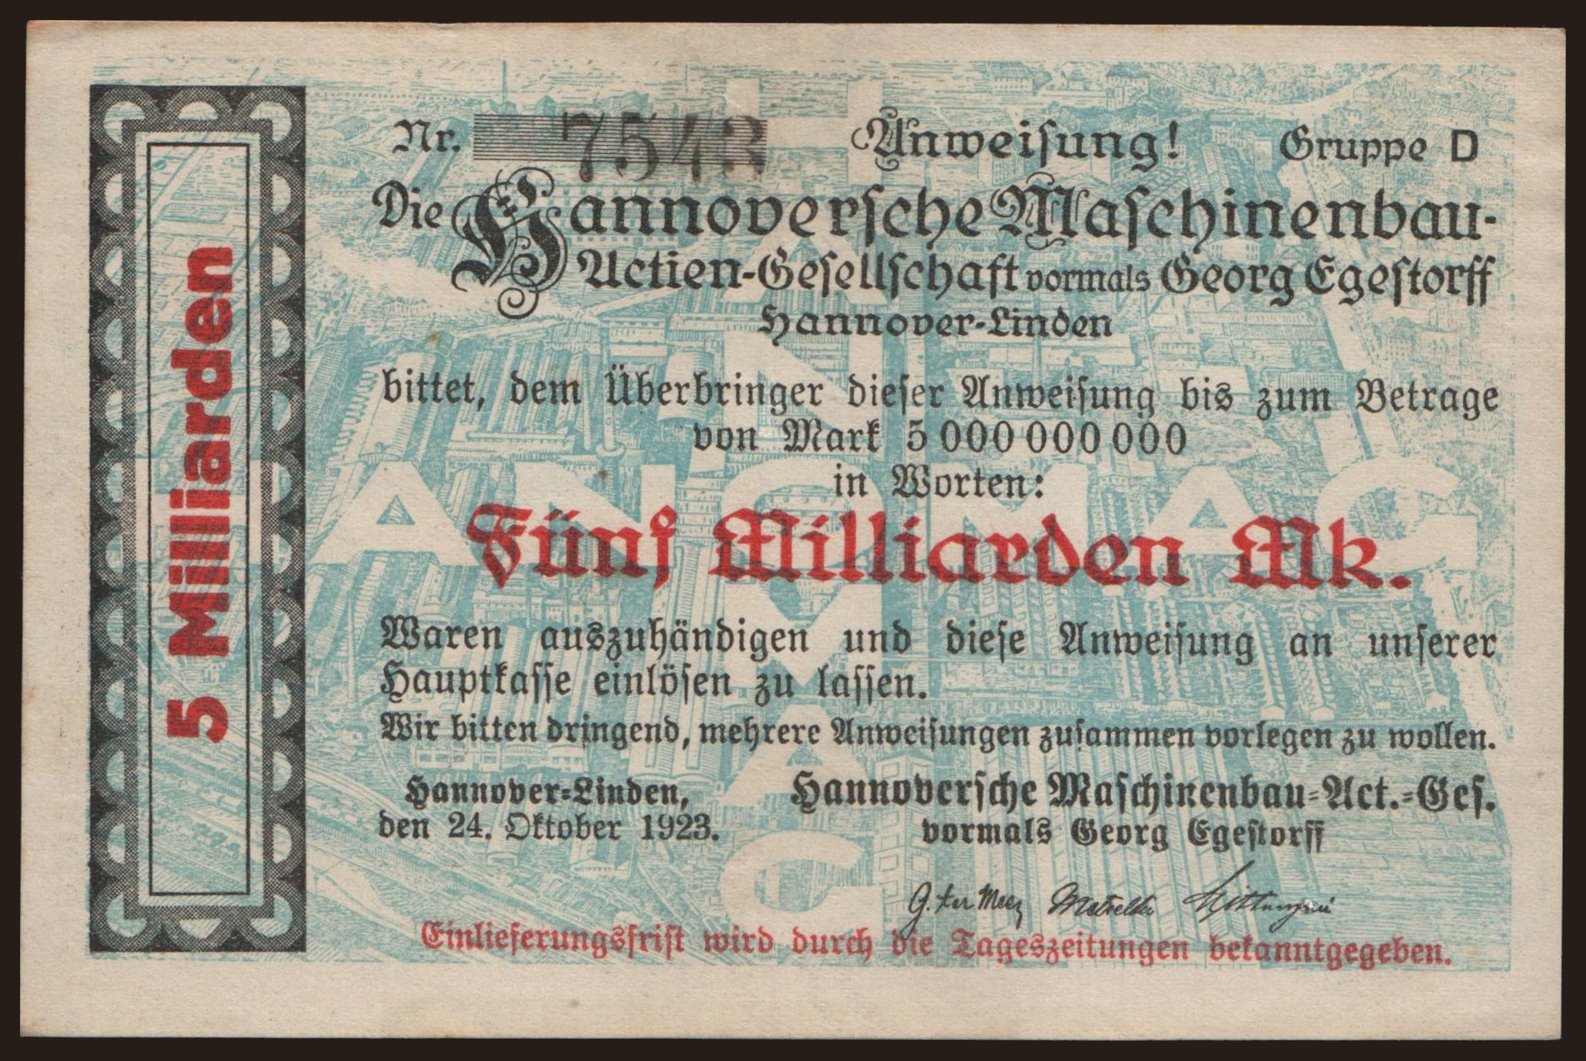 Nr. 7543 Anweisung! Gruppe D
Die Hannoversche Maschinenbau-
Actien-Gesellschaft vormals Georg Egestorff
Hannover-Linden
bittet, dem Überbringer dieser Anweisung bis zum Betrage
von Mark 5 000 000 000
in Worten:
Fünf Milliarden Mk.
Waren auszuhändigen und diese Anweisung an unserer
Hauptkasse einlösen zu lassen.
Wir bitten dringend, mehrere Anweisungen zusammen vorlegen zu wollen.
Hannover-Linden,
den 24. Oktober 1923.
Hannoversche Maschinenbau-Act.-Ges.
vormals Georg Egestorff
G. ter Meer
Einlieferungsfrist wird durch die Tageszeitungen bekanntgegeben.
5 Milliarden
HANOMAG